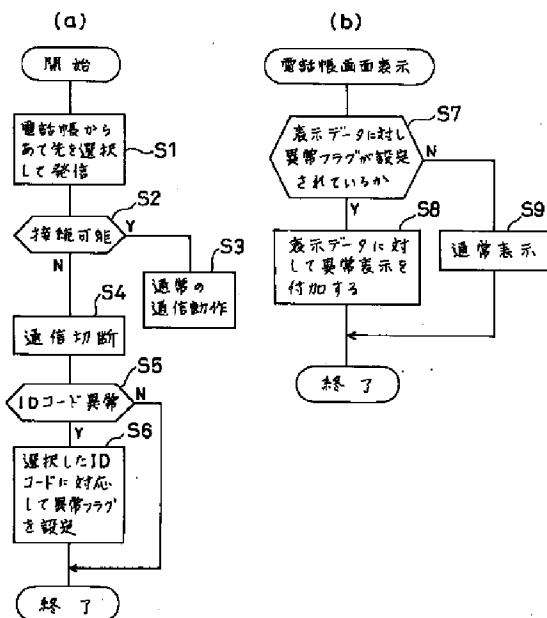 (a)
開始
電話帳から
あて先を選択
して発信
S1
S2
接続可能
Y
N
S3
通常の
通信動作
S4
通信切断
S5
IDコード異常
N
Y
S6
選択したID
コードに対応
して異常フラグ
を設定
終了
(b)
電話帳画面表示
S7
表示データに対し
異常フラグが設定
されているか
N
Y
S8
表示データに対
して異常表示を
付加する
S9
通常表示
終了